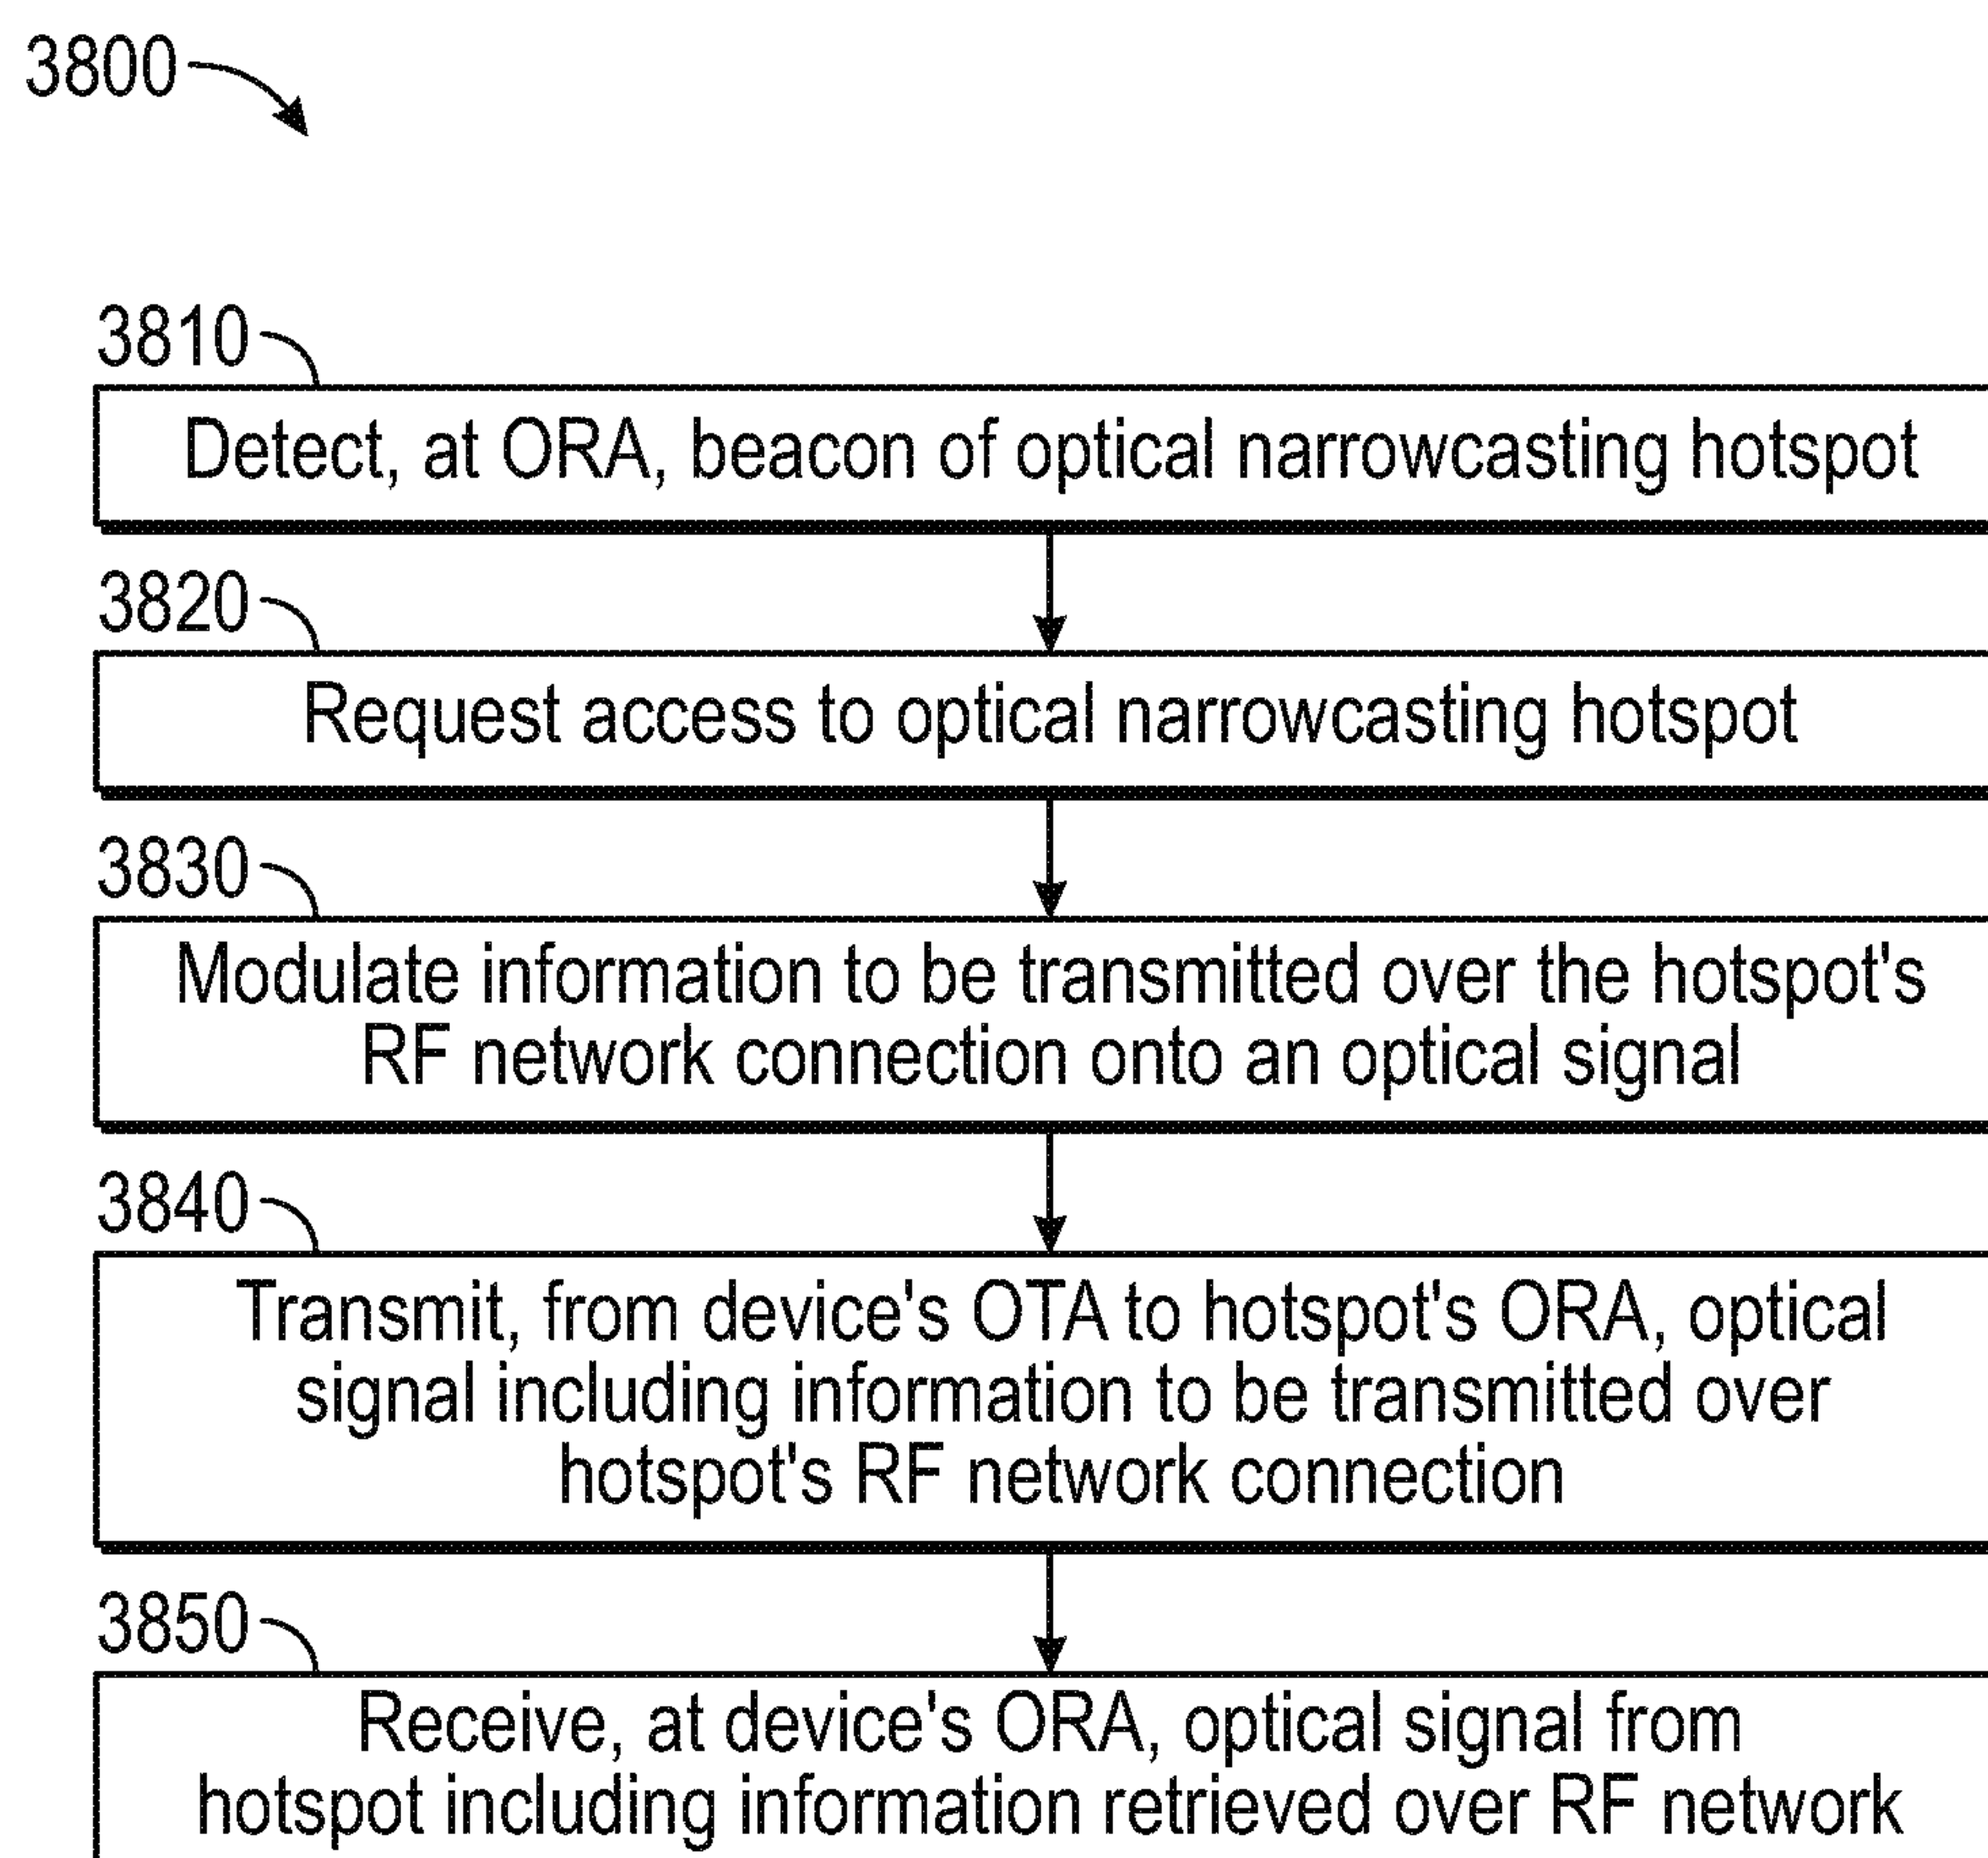 3800
3810
Detect, at ORA, beacon of optical narrowcasting hotspot
3820
Request access to optical narrowcasting hotspot
3830
Modulate information to be transmitted over the hotspot's
RF network connection onto an optical signal
3840
Transmit, from device's OTA to hotspot's ORA, optical
signal including information to be transmitted over
hotspot's RF network connection
3850
Receive, at device's ORA, optical signal from
hotspot including information retrieved over RF network